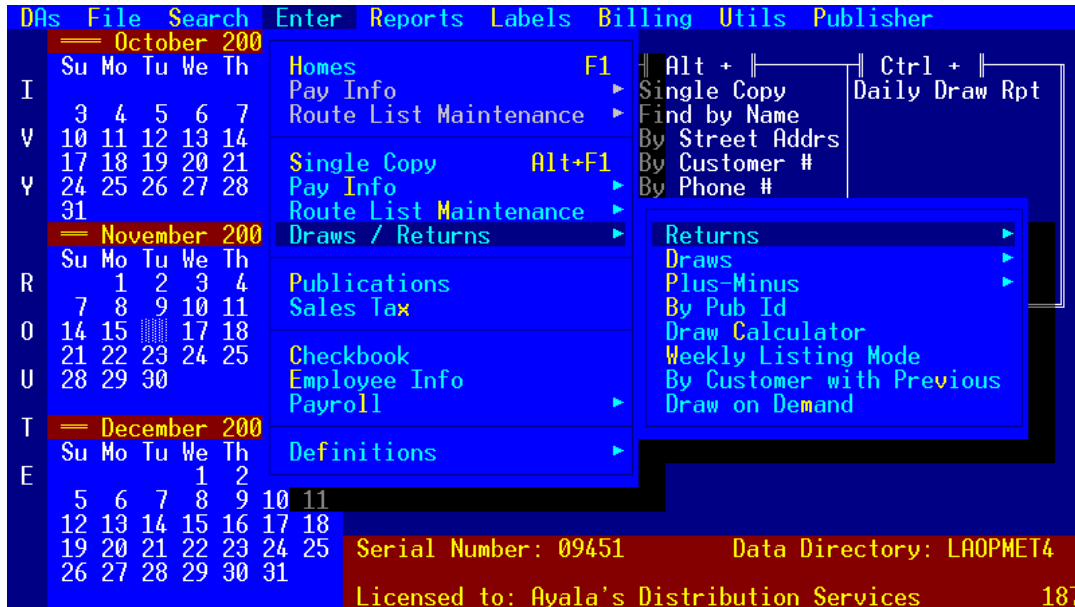 DAs File Search Enter Reports Labels Billing Utils Publisher
October 200
Su Mo Tu We Th
3 4 5 6 7
10 11 12 13 14
17 18 19 20 21
24 25 26 27 28
31
November 200
Su Mo Tu We Th
1 2 3 4
7 8 9 10 11
14 15 17 18
21 22 23 24 25
28 29 30
December 200
Su Mo Tu We Th
1 2
5 6 7 8 9 10 11
12 13 14 15 16 17 18
19 20 21 22 23 24 25
26 27 28 29 30 31
I
V
Y
R
O
U
T
E
Homes F1
Pay Info
Route List Maintenance
Single Copy Alt+F1
Pay Info
Route List Maintenance
Draws / Returns
Publications
Sales Tax
Checkbook
Employee Info
Payroll
Definitions
Alt +
Single Copy
Find by Name
By Street Addrs
By Customer #
By Phone #
Ctrl +
Daily Draw Rpt
Returns
Draws
Plus-Minus
By Pub Id
Draw Calculator
Weekly Listing Mode
By Customer with Previous
Draw on Demand
Serial Number: 09451 Data Directory: LAOPMET4
Licensed to: Ayala's Distribution Services 187